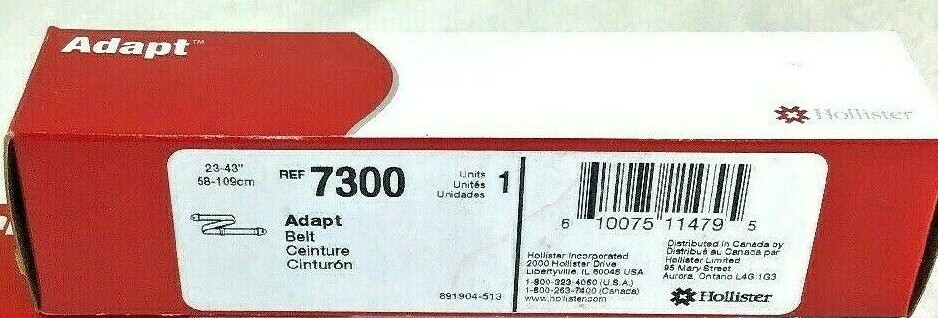 Adapt™
Hollister
23-43"
58-109cm
REF 7300
Units
Unités
Unidades
1
Adapt
Belt
Ceinture
Cinturón
891904-513
6 10075 11479 5
Hollister Incorporated
2000 Hollister Drive
Libertyville, IL 60048 USA
1-800-323-4060 (U.S.A.)
1-800-263-7400 (Canada)
www.hollister.com
Distributed in Canada by
Distribué au Canada par
Hollister Limited
95 Mary Street
Aurora, Ontario L4G 1G3
Hollister